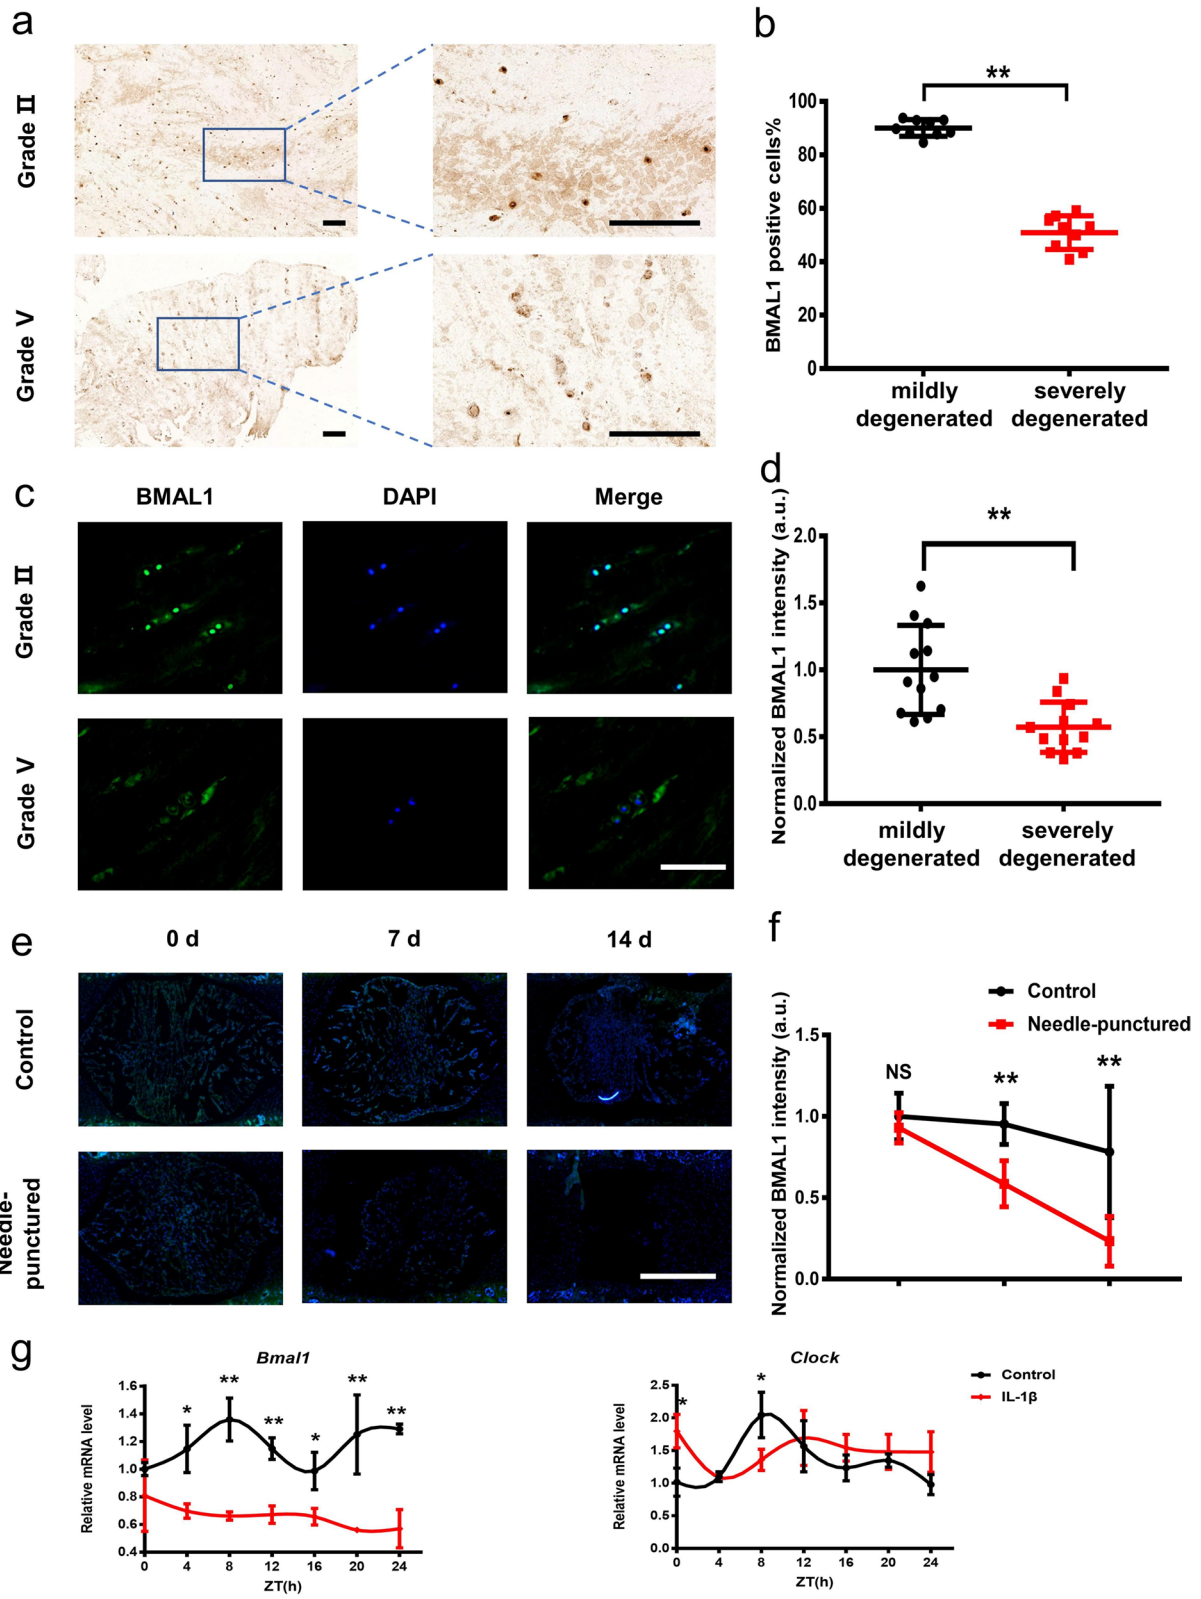 a
Grade Ⅱ
Grade V
b
**
BMAL1 positive cells%
100
80
60
40
20
0
mildly
degenerated
severely
degenerated
c
BMAL1
DAPI
Merge
Grade Ⅱ
Grade V
d
**
Normalized BMAL1 intensity (a.u.)
2.0
1.5
1.0
0.5
0.0
mildly
degenerated
severely
degenerated
e
0 d
7 d
14 d
Control
Needle-
punctured
f
Control
Needle-punctured
Normalized BMAL1 intensity (a.u.)
1.5
1.0
0.5
0.0
NS
**
**
g
Bmal1
Relative mRNA level
1.6
1.4
1.2
1.0
0.8
0.6
0.4
*
**
**
*
**
**
0 4 8 12 16 20 24
ZT(h)
Clock
Relative mRNA level
2.5
2.0
1.5
1.0
0.5
0.0
*
*
0 4 8 12 16 20 24
ZT(h)
Control
IL-1β